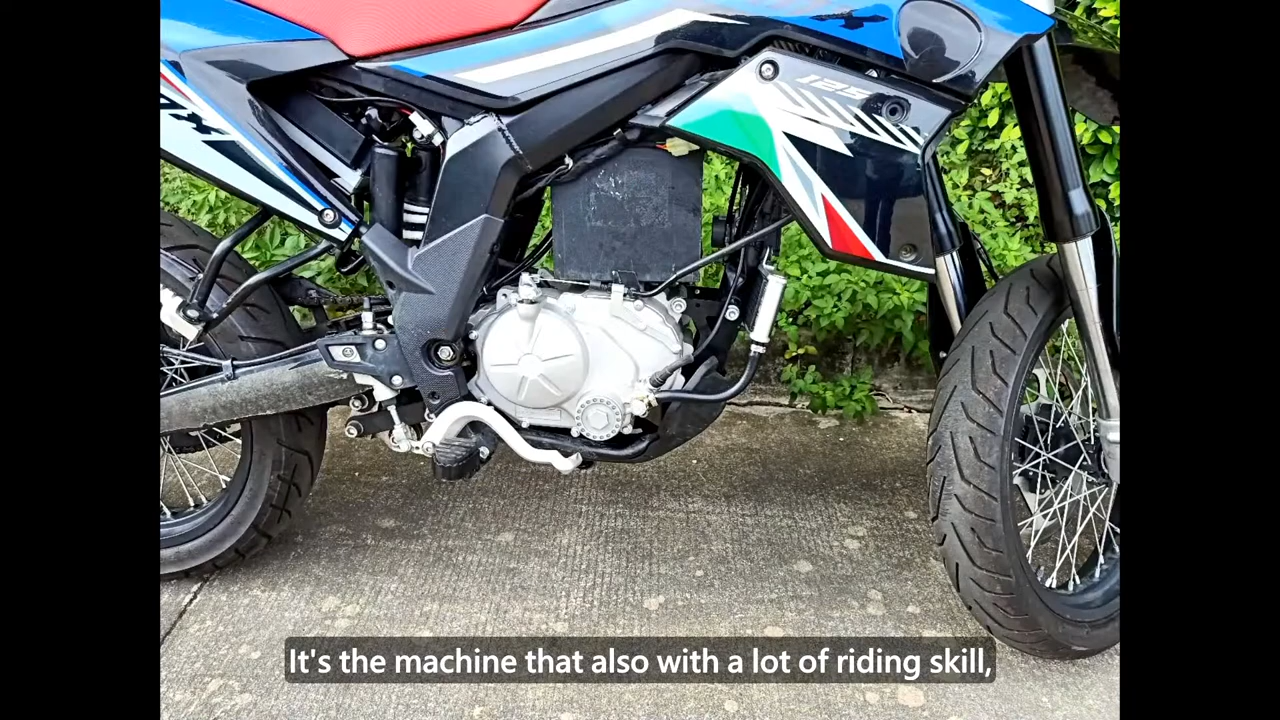 125
It's the machine that also with a lot of riding skill,